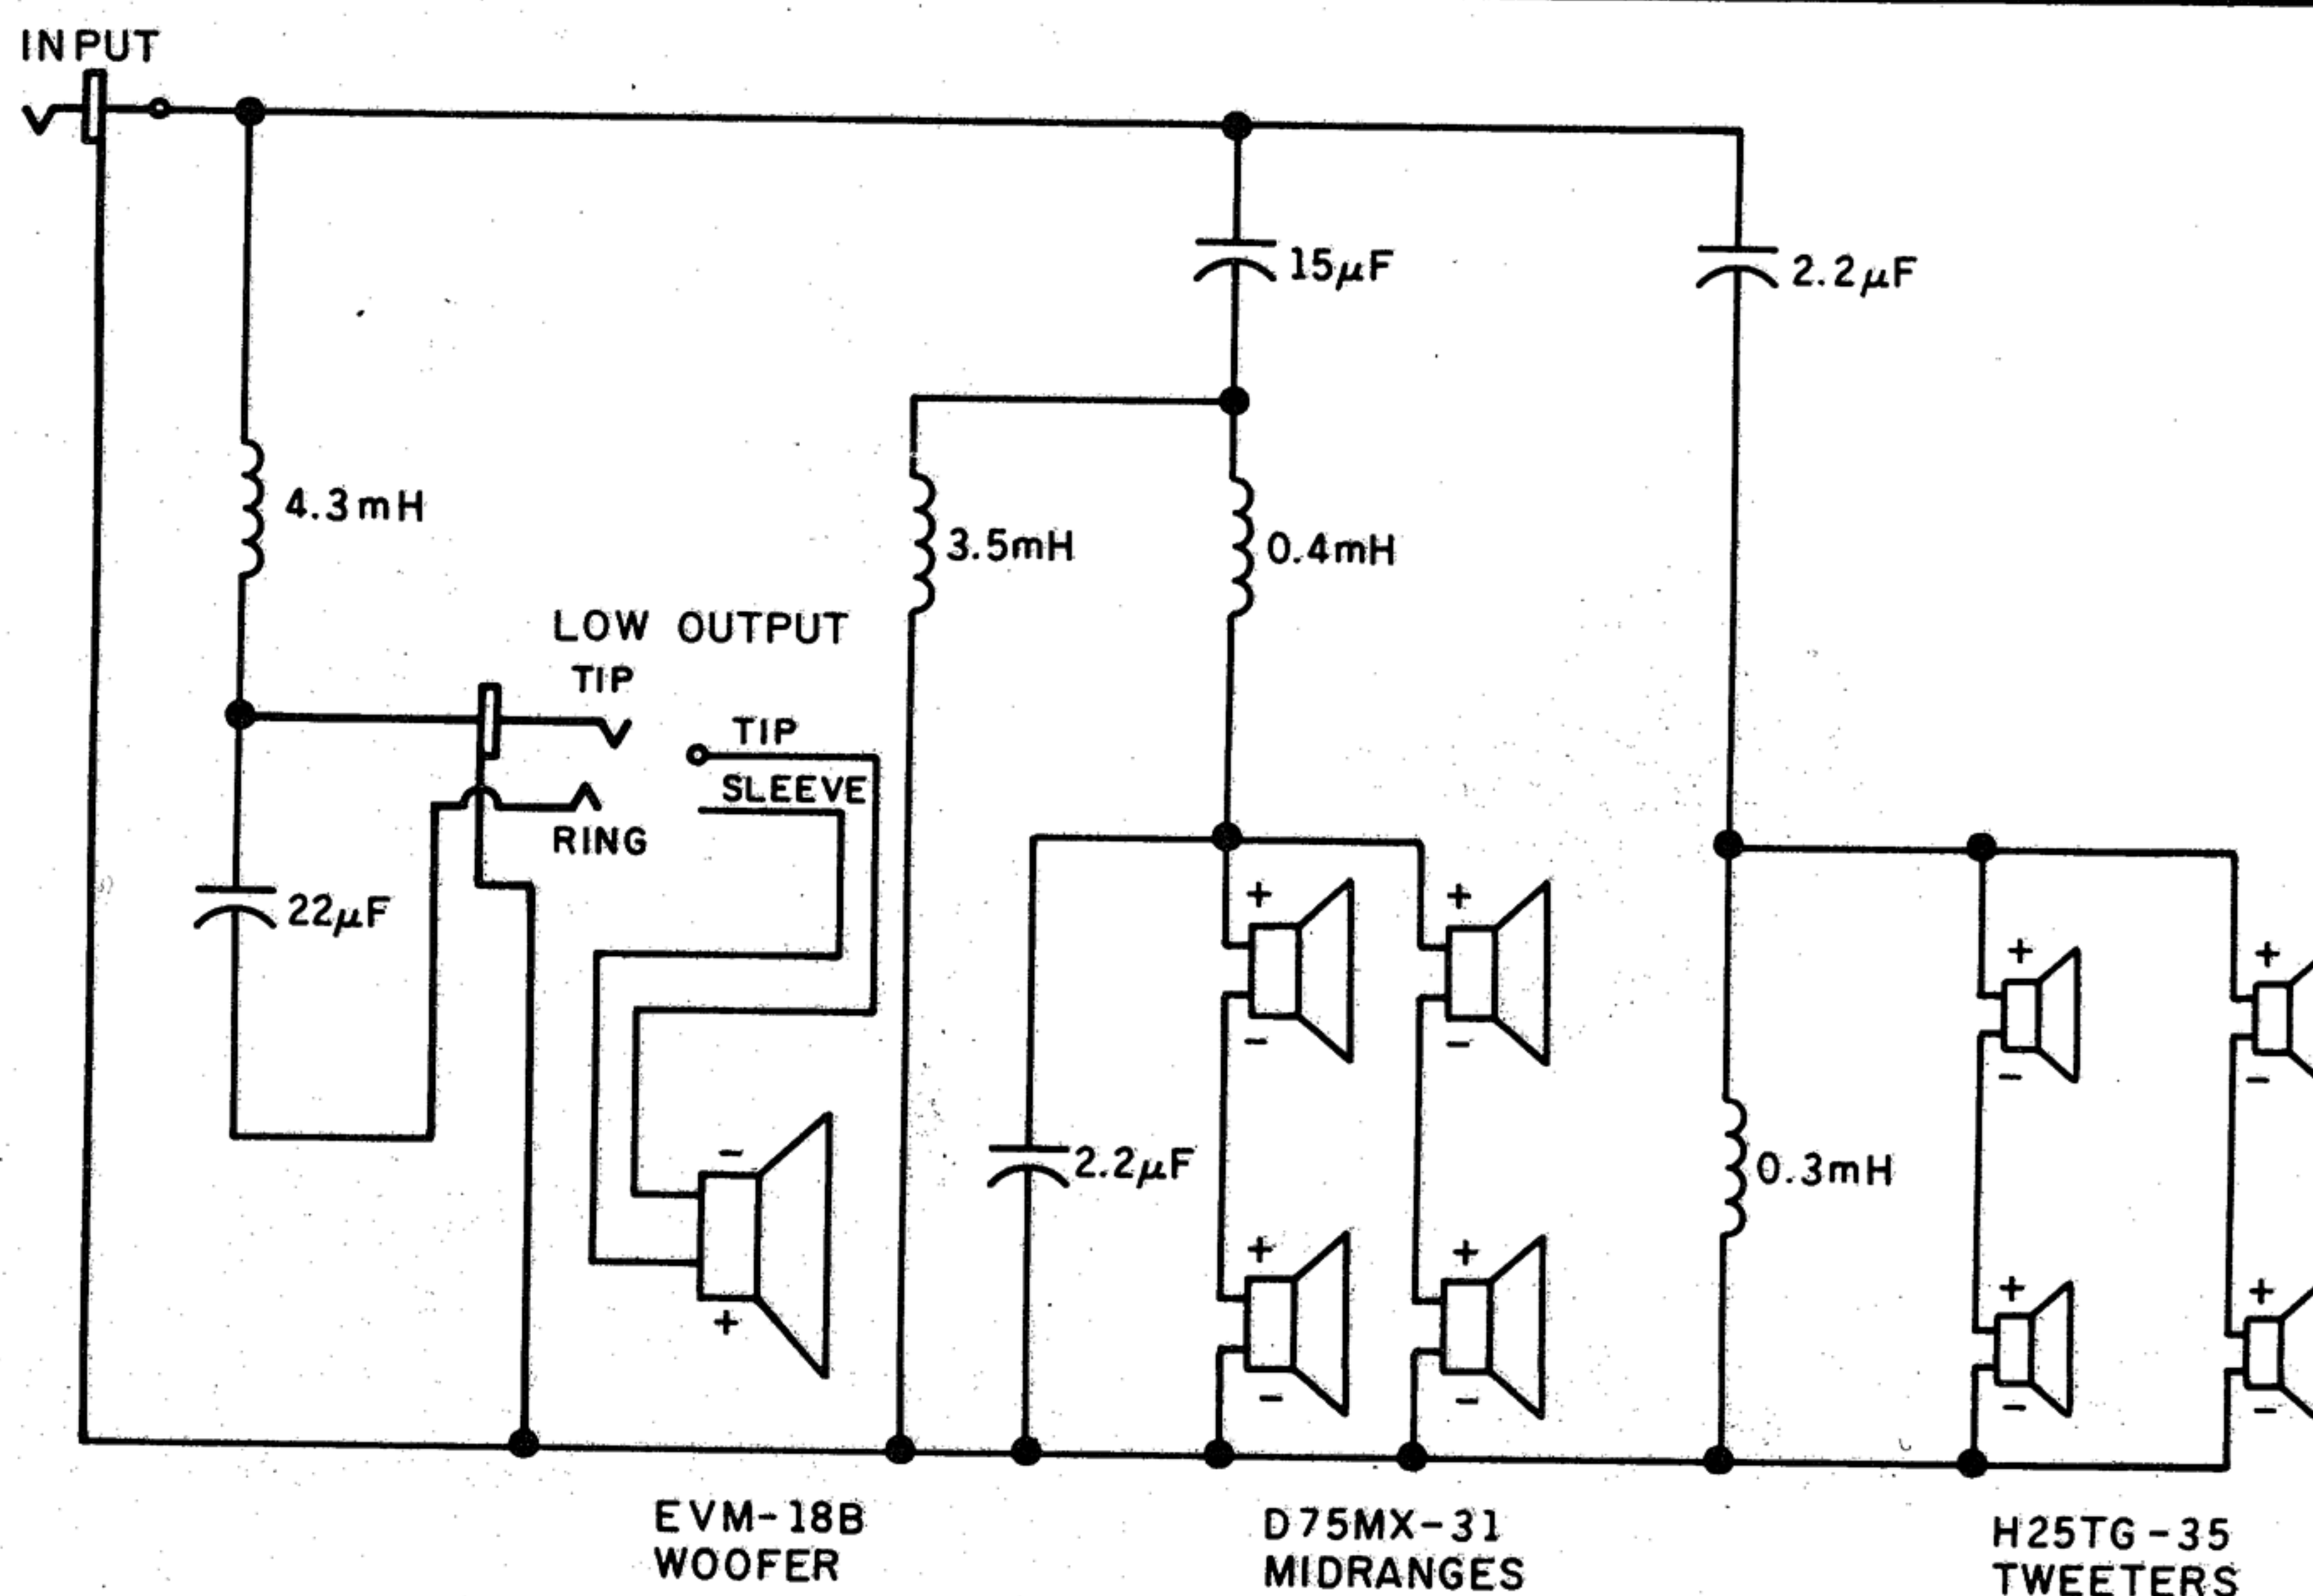 INPUT
15µF
2.2µF
4.3mH
3.5mH
0.4mH
LOW OUTPUT
TIP
TIP
SLEEVE
RING
22µF
+
+
-
-
+
+
-
-
-
+
2.2µF
0.3mH
+
+
-
-
+
+
-
-
EVM-18B
WOOFER
D75MX-31
MIDRANGES
H25TG-35
TWEETERS